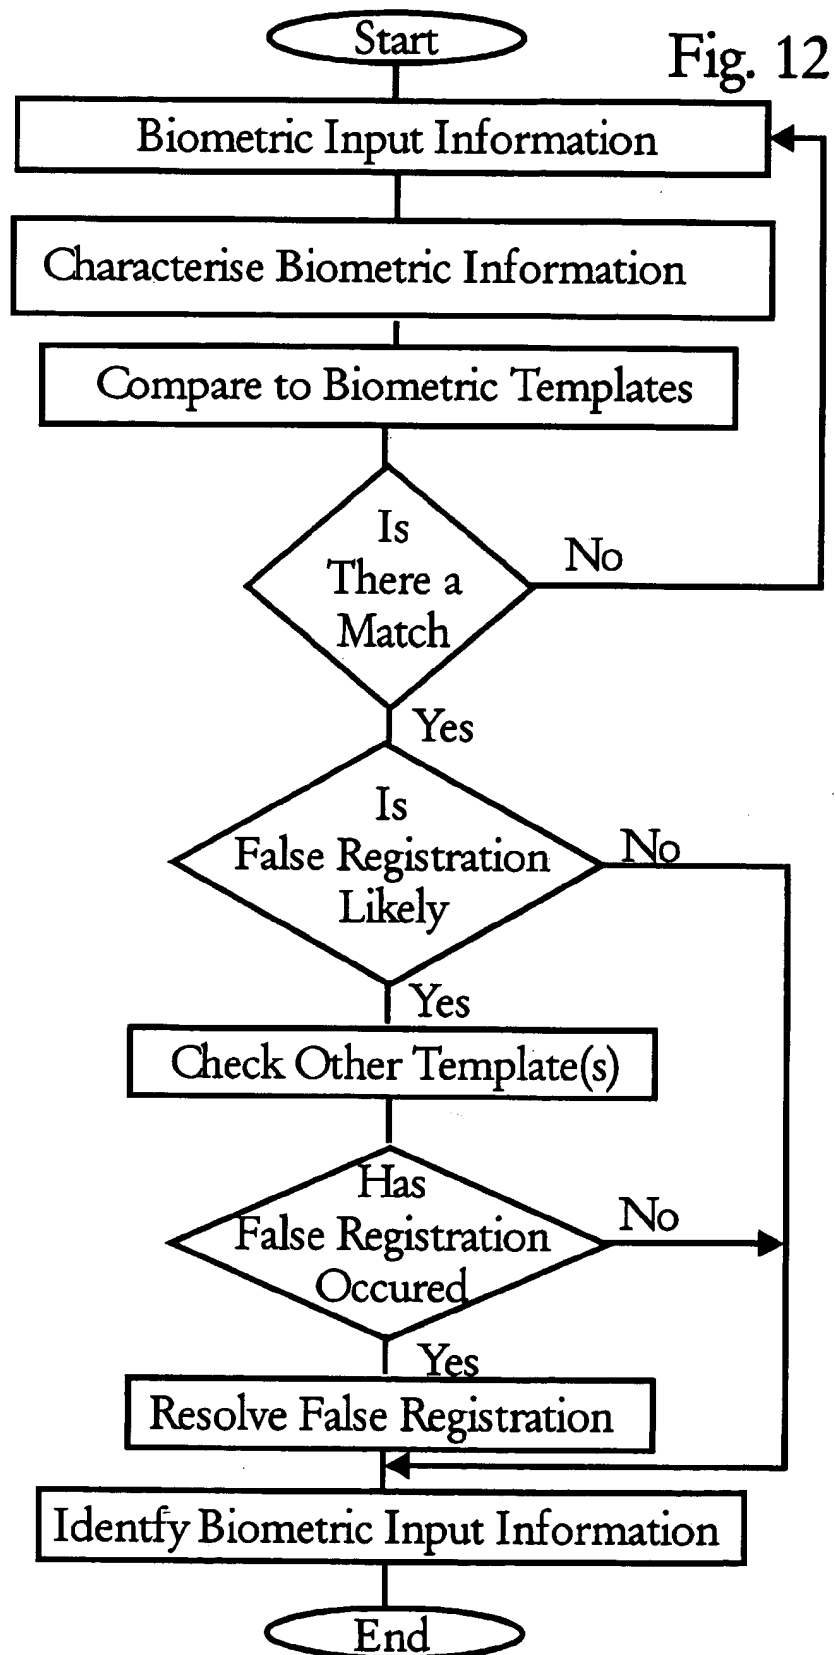 Start
Fig. 12
Biometric Input Information
Characterise Biometric Information
Compare to Biometric Templates
Is
There a
Match
No
Yes
Is
False Registration
Likely
No
Yes
Check Other Template(s)
Has
False Registration
Occured
No
Yes
Resolve False Registration
Identfy Biometric Input Information
End